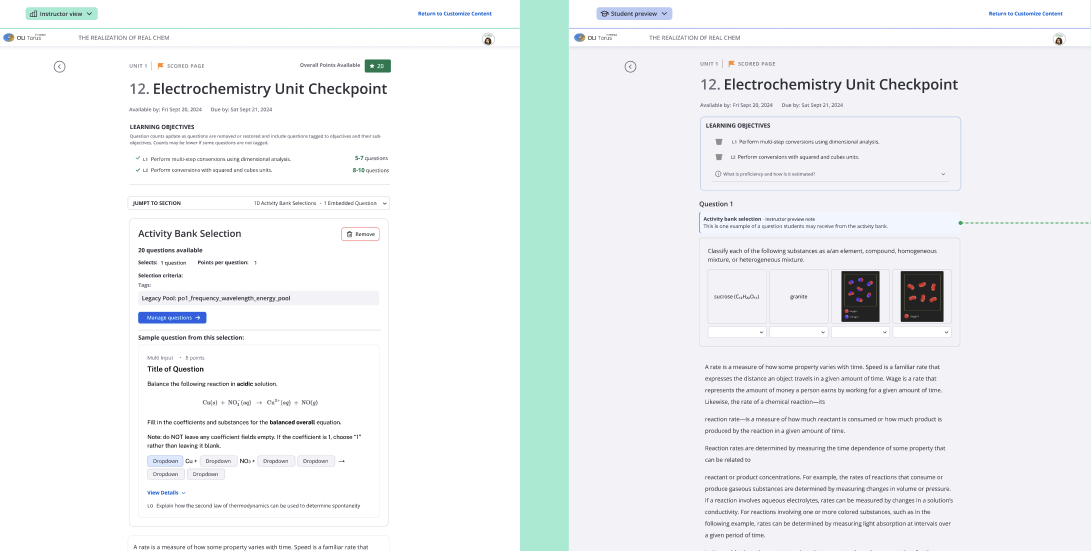 Instructor view
Return to Customize Content
OLI Torus
THE REALIZATION OF REAL CHEM
UNIT 1 | SCORED PAGE
Overall Points Available
★ 20
12. Electrochemistry Unit Checkpoint
Available by: Fri Sept 20, 2024 Due by: Sat Sept 21, 2024
LEARNING OBJECTIVES
Question counts update as questions are removed or restored and include questions tagged to objectives and their sub-
objectives. Counts may be lower if some questions are not tagged.
L1 Perform multi-step conversions using dimensional analysis.
5-7 questions
L2 Perform conversions with squared and cubes units.
8-10 questions
JUMP TO SECTION
10 Activity Bank Selections • 1 Embedded Question
Activity Bank Selection
Remove
20 questions available
Selects: 1 question Points per question: 1
Selection criteria:
Tags:
Legacy Pool: po1_frequency_wavelength_energy_pool
Manage questions →
Sample question from this selection:
Multi Input • 8 points
Title of Question
Balance the following reaction in acidic solution.
Cu(s) + NO₃⁻(aq) → Cu²⁺(aq) + NO(g)
Fill in the coefficients and substances for the balanced overall equation.
Note: do NOT leave any coefficient fields empty. If the coefficient is 1, choose "1"
rather than leaving it blank.
Dropdown Cu + Dropdown NO₃ + Dropdown Dropdown →
Dropdown Dropdown
View Details
LO Explain how the second law of thermodynamics can be used to determine spontaneity
A rate is a measure of how some property varies with time. Speed is a familiar rate that
Student preview
Return to Customize Content
OLI Torus
THE REALIZATION OF REAL CHEM
UNIT 1 | SCORED PAGE
12. Electrochemistry Unit Checkpoint
Available by: Fri Sept 20, 2024 Due by: Sat Sept 21, 2024
LEARNING OBJECTIVES
L1 Perform multi-step conversions using dimensional analysis.
L2 Perform conversions with squared and cubes units.
What is proficiency and how is it estimated?
Question 1
Activity bank selection · Instructor preview note
This is one example of a question students may receive from the activity bank.
Classify each of the following substances as a/an element, compound, homogeneous
mixture, or heterogeneous mixture.
sucrose (C₁₂H₂₂O₁₁)
granite
A rate is a measure of how some property varies with time. Speed is a familiar rate that
expresses the distance an object travels in a given amount of time. Wage is a rate that
represents the amount of money a person earns by working for a given amount of time.
Likewise, the rate of a chemical reaction—its
reaction rate—is a measure of how much reactant is consumed or how much product is
produced by the reaction in a given amount of time.
Reaction rates are determined by measuring the time dependence of some property that
can be related to
reactant or product concentrations. For example, the rates of reactions that consume or
produce gaseous substances are determined by measuring changes in volume or pressure.
If a reaction involves aqueous electrolytes, rates can be measured by changes in a solution's
conductivity. For reactions involving one or more colored substances, such as in the
following example, rates can be determined by measuring light absorption at intervals over
a given period of time.